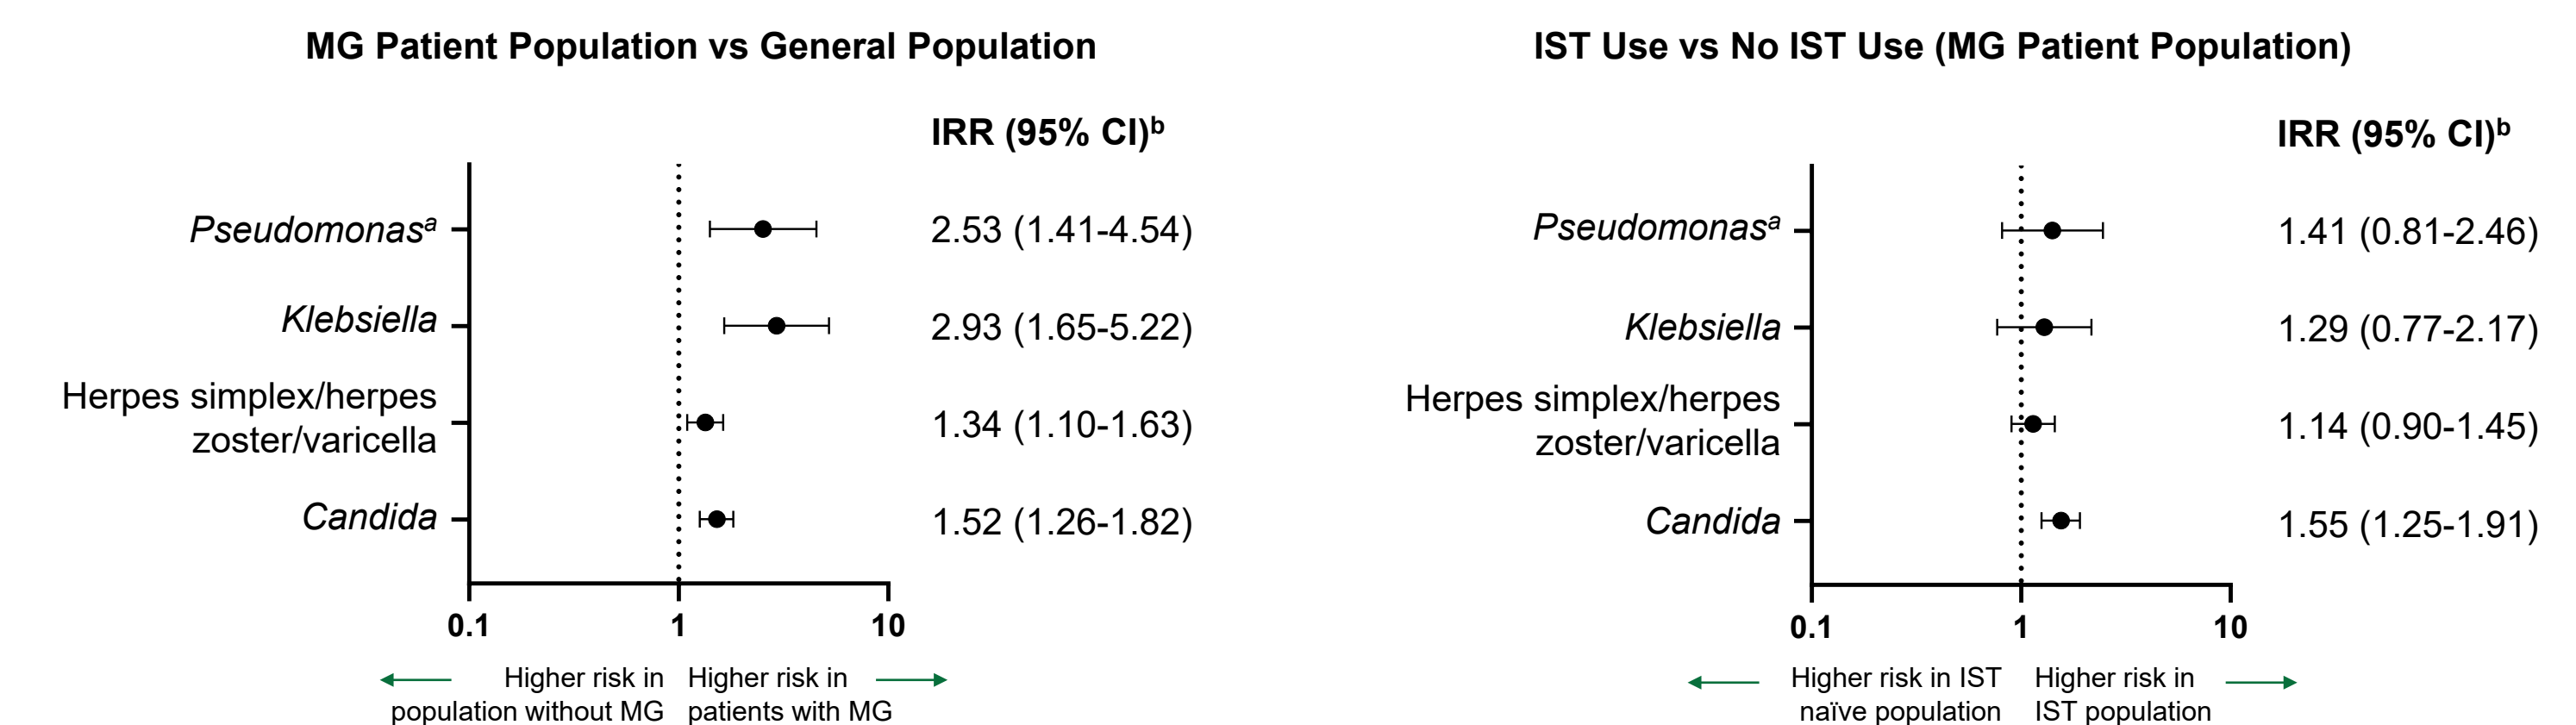 MG Patient Population vs General Population
IRR (95% CI)ᵇ
Pseudomonasᵃ
2.53 (1.41-4.54)
Klebsiella
2.93 (1.65-5.22)
Herpes simplex/herpes
zoster/varicella
1.34 (1.10-1.63)
Candida
1.52 (1.26-1.82)
0.1 1 10
Higher risk in
population without MG
Higher risk in
patients with MG
IST Use vs No IST Use (MG Patient Population)
IRR (95% CI)ᵇ
Pseudomonasᵃ
1.41 (0.81-2.46)
Klebsiella
1.29 (0.77-2.17)
Herpes simplex/herpes
zoster/varicella
1.14 (0.90-1.45)
Candida
1.55 (1.25-1.91)
0.1 1 10
Higher risk in IST
naïve population
Higher risk in
IST population